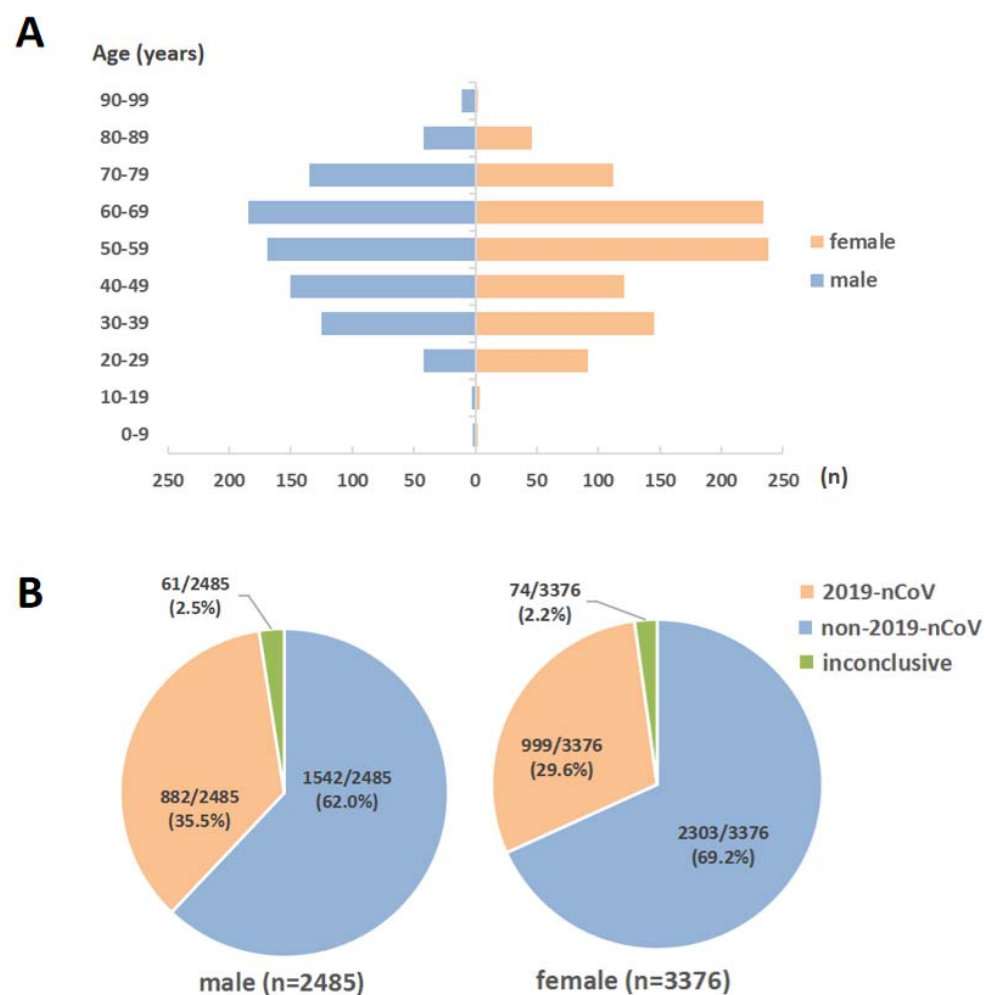 A
Age (years)
90-99
80-89
70-79
60-69
50-59
40-49
30-39
20-29
10-19
0-9
female
male
250 200 150 100 50 0 50 100 150 200 250 (n)
B
61/2485
(2.5%)
1542/2485
(62.0%)
882/2485
(35.5%)
male (n=2485)
74/3376
(2.2%)
999/3376
(29.6%)
2303/3376
(69.2%)
female (n=3376)
2019-nCoV
non-2019-nCoV
inconclusive